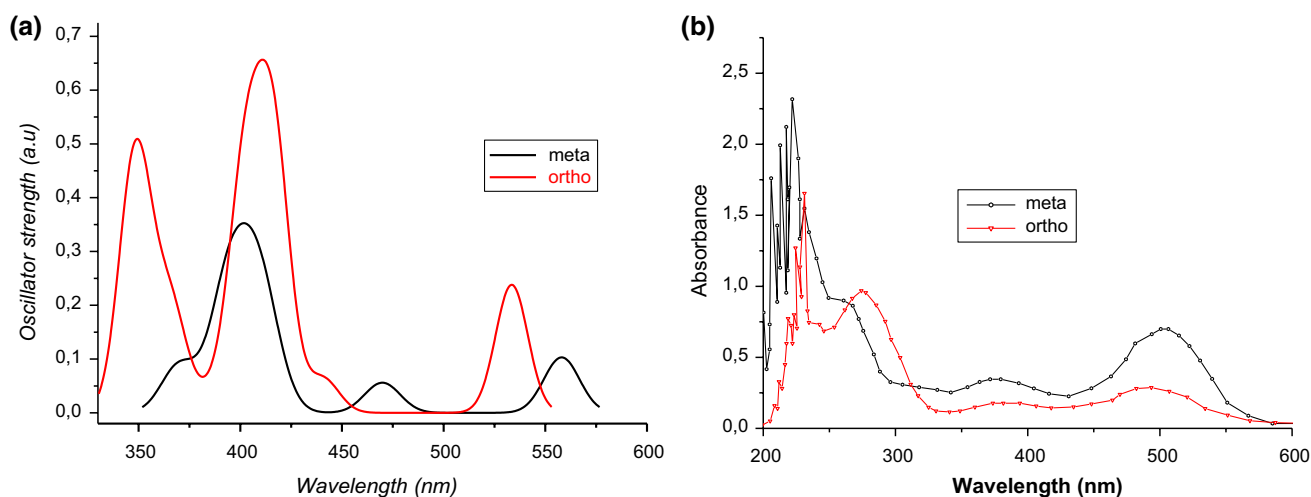 (a)
0,7
0,6
0,5
0,3
0,2
0,1
0,0
350
400
450
500
550
600
Oscillator strength (a.u)
Wavelength (nm)
meta
ortho
(b)
2,5
2,0
1,5
1,0
0,5
0,0
200
300
400
500
600
Absorbance
Wavelength (nm)
meta
ortho